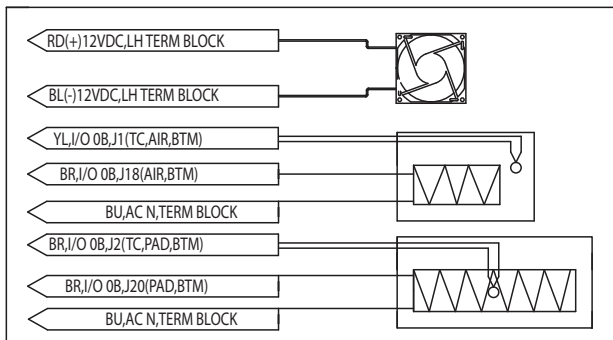 RD(+)12VDC,LH TERM BLOCK
BL(-)12VDC,LH TERM BLOCK
YL,I/O 0B,J1(TC,AIR,BTM)
BR,I/O 0B,J18(AIR,BTM)
BU,AC N,TERM BLOCK
BR,I/O 0B,J2(TC,PAD,BTM)
BR,I/O 0B,J20(PAD,BTM)
BU,AC N,TERM BLOCK